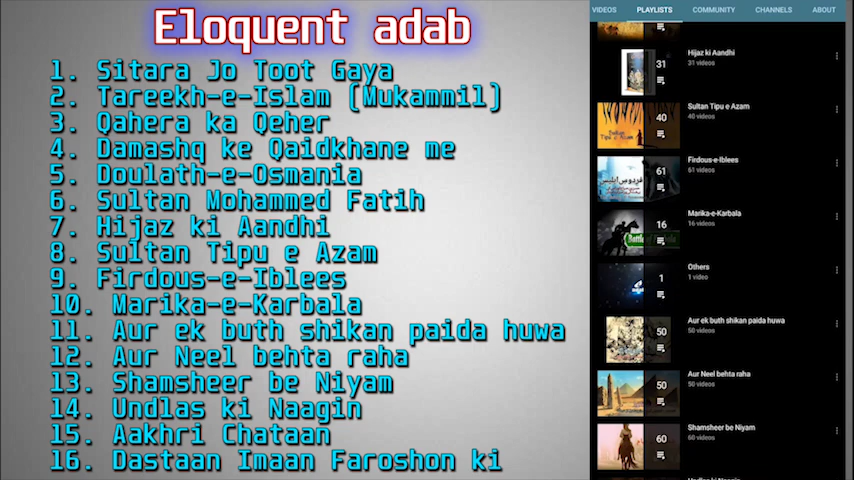 Eloquent adab
1. Sitara Jo Toot Gaya
2. Tareekh-e-Islam (Mukammil)
3. Qahera ka Qeher
4. Damashq ke Qaidkhane me
5. Doulath-e-Osmania
6. Sultan Mohammed Fatih
7. Hijaz ki Aandhi
8. Sultan Tipu e Azam
9. Firdous-e-Iblees
10. Marika-e-Karbala
11. Aur ek buth shikan paida huwa
12. Aur Neel behta raha
13. Shamsheer be Niyam
14. Undlas ki Naagin
15. Aakhri Chataan
16. Dastaan Imaan Faroshon ki
VIDEOS PLAYLISTS COMMUNITY CHANNELS ABOUT
31
Hijaz ki Aandhi
31 videos
40
Sultan Tipu e Azam
40 videos
61
Firdous-e-Iblees
61 videos
فردوس ابلیس
16
Marika-e-Karbala
16 videos
Battle of
1
Others
1 video
50
Aur ek buth shikan paida huwa
50 videos
50
Aur Neel behta raha
50 videos
60
Shamsheer be Niyam
60 videos